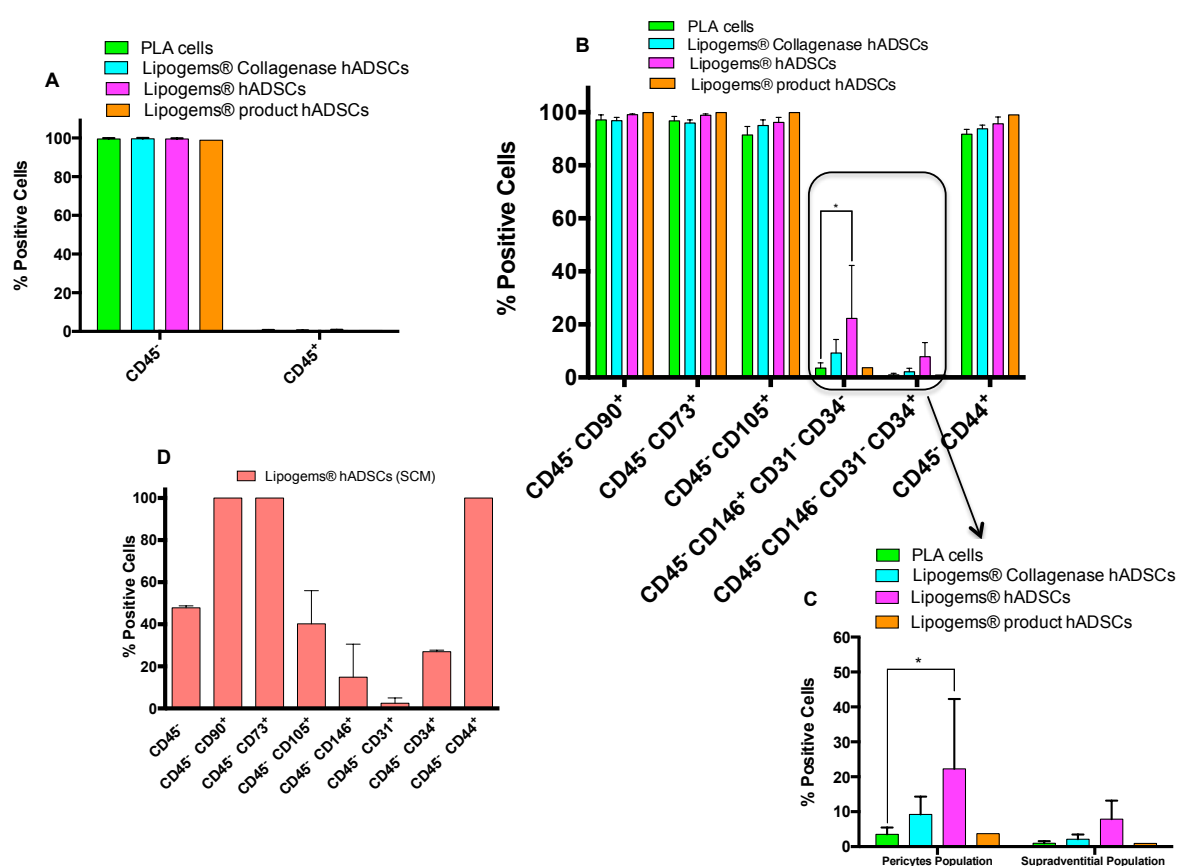 A
PLA cells
Lipogems® Collagenase hADSCs
Lipogems® hADSCs
Lipogems® product hADSCs
% Positive Cells
100
80
60
40
20
0
CD45⁻
CD45⁺
B
PLA cells
Lipogems® Collagenase hADSCs
Lipogems® hADSCs
Lipogems® product hADSCs
% Positive Cells
100
80
60
40
20
0
*
CD45⁻ CD90⁺
CD45⁻ CD73⁺
CD45⁻ CD105⁺
CD45⁻ CD146⁺ CD31⁻ CD34⁻
CD45⁻ CD146⁻ CD31⁻ CD34⁺
CD45⁻ CD44⁺
D
Lipogems® hADSCs (SCM)
% Positive Cells
100
80
60
40
20
0
CD45⁻
CD45⁻ CD90⁺
CD45⁻ CD73⁺
CD45⁻ CD105⁺
CD45⁻ CD146⁺
CD45⁻ CD31⁺
CD45⁻ CD34⁺
CD45⁻ CD44⁺
C
PLA cells
Lipogems® Collagenase hADSCs
Lipogems® hADSCs
Lipogems® product hADSCs
% Positive Cells
60
50
40
30
20
10
0
*
Pericytes Population
Supradventitial Population